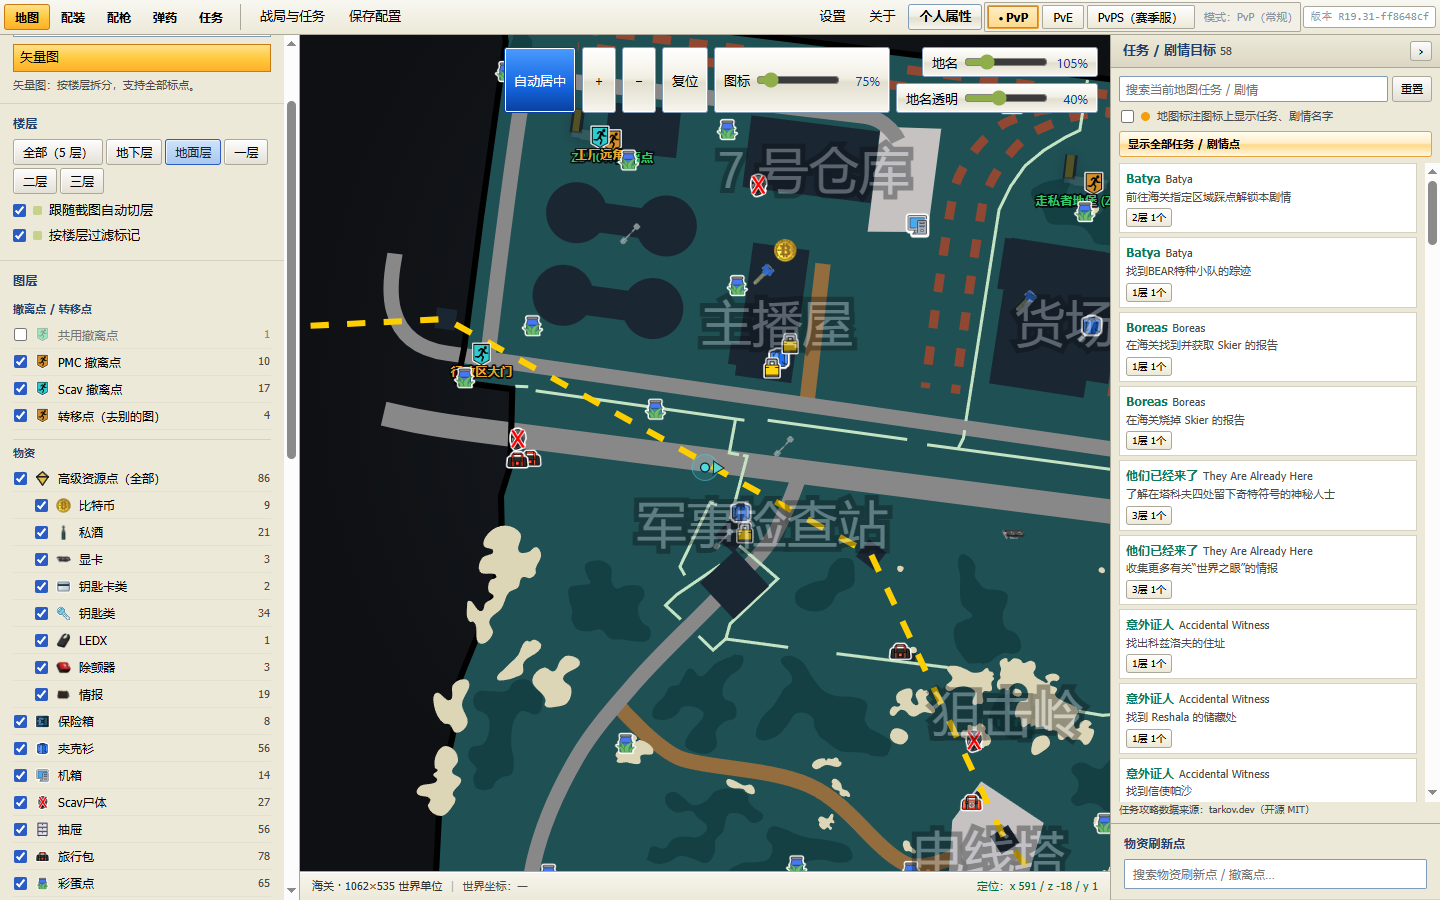 地图
配装
配枪
弹药
任务
战局与任务
保存配置
设置
关于
个人属性
• PvP
PvE
PvPS（赛季服）
模式：PvP（常规）
版本 R19.31-ff8648cf
矢量图
矢量图：按楼层拆分，支持全部标点。
楼层
全部（5 层）
地下层
地面层
一层
二层
三层
跟随截图自动切层
按楼层过滤标记
图层
撤离点 / 转移点
共用撤离点 1
PMC 撤离点 10
Scav 撤离点 17
转移点（去别的图） 4
物资
高级资源点（全部） 86
比特币 9
私酒 21
显卡 3
钥匙卡类 2
钥匙类 34
LEDX 1
除颤器 3
情报 19
保险箱 8
夹克衫 56
机箱 14
Scav尸体 27
抽屉 56
旅行包 78
彩蛋点 65
自动居中
+
−
复位
图标 75%
地名 105%
地名透明 40%
7号仓库
走私者地堡 (Z
主播屋
货场
行政区大门
军事检查站
狙击岭
中线塔
海关 · 1062×535 世界单位
世界坐标：—
定位：x 591 / z -18 / y 1
任务 / 剧情目标 58
›
搜索当前地图任务 / 剧情
重置
地图标注图标上显示任务、剧情名字
显示全部任务 / 剧情点
Batya Batya
前往海关指定区域踩点解锁本剧情
2层 1个
Batya Batya
找到BEAR特种小队的踪迹
1层 1个
Boreas Boreas
在海关找到并获取 Skier 的报告
1层 1个
Boreas Boreas
在海关烧掉 Skier 的报告
1层 1个
他们已经来了 They Are Already Here
了解在塔科夫四处留下奇特符号的神秘人士
3层 1个
他们已经来了 They Are Already Here
收集更多有关“世界之眼”的情报
3层 1个
意外证人 Accidental Witness
找出科兹洛夫的住址
1层 1个
意外证人 Accidental Witness
找到 Reshala 的储藏处
1层 1个
意外证人 Accidental Witness
找到信使帕沙
任务攻略数据来源：tarkov.dev（开源 MIT）
物资刷新点
搜索物资刷新点 / 撤离点...